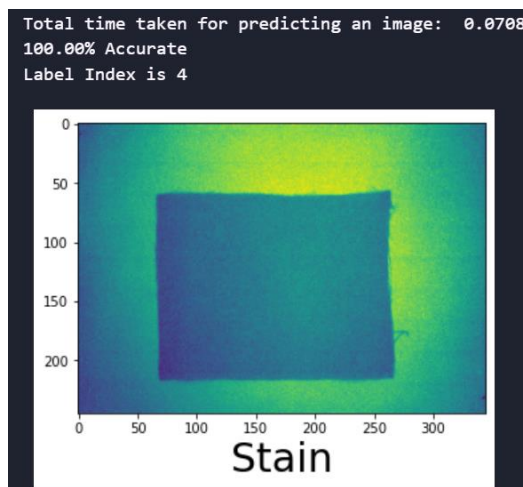 Total time taken for predicting an image: 0.0708
100.00% Accurate
Label Index is 4
0
50
100
150
200
0 50 100 150 200 250 300
Stain